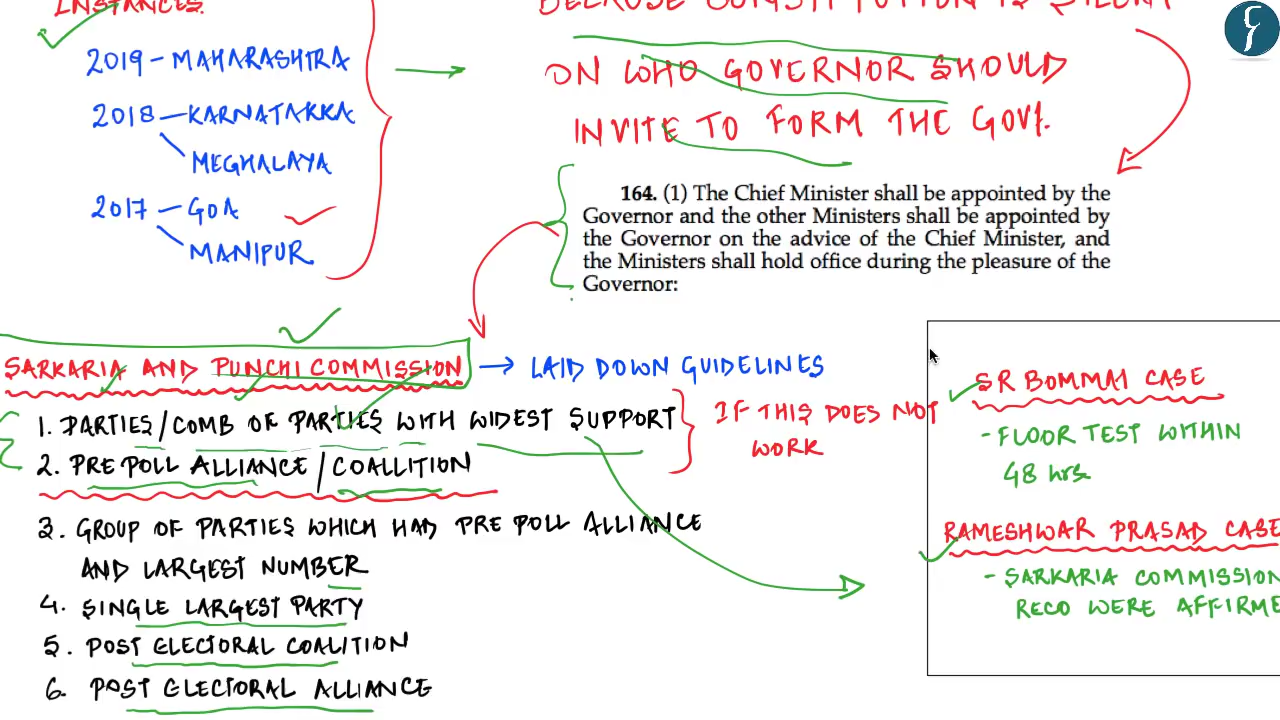 INSTANCES.
2019 - MAHARASHTRA
2018 - KARNATAKKA
MEGHALAYA
2017 - GOA
MANIPUR
BECAUSE CONSTITUTION IS SILENT
ON WHO GOVERNOR SHOULD
INVITE TO FORM THE GOVT.
164. (1) The Chief Minister shall be appointed by the
Governor and the other Ministers shall be appointed by
the Governor on the advice of the Chief Minister, and
the Ministers shall hold office during the pleasure of the
Governor:
SARKARIA AND PUNCHI COMMISSION → LAID DOWN GUIDELINES
1. PARTIES/COMB OF PARTIES WITH WIDEST SUPPORT
2. PRE POLL ALLIANCE/COALLITION
IF THIS DOES NOT
WORK
3. GROUP OF PARTIES WHICH HAD PRE POLL ALLIANCE
AND LARGEST NUMBER
4. SINGLE LARGEST PARTY
5. POST ELECTORAL COALITION
6. POST ELECTORAL ALLIANCE
SR BOMMAI CASE
- FLOOR TEST WITHIN
48 hrs
RAMESHWAR PRASAD CASE
- SARKARIA COMMISSION
RECO WERE AFFIRME